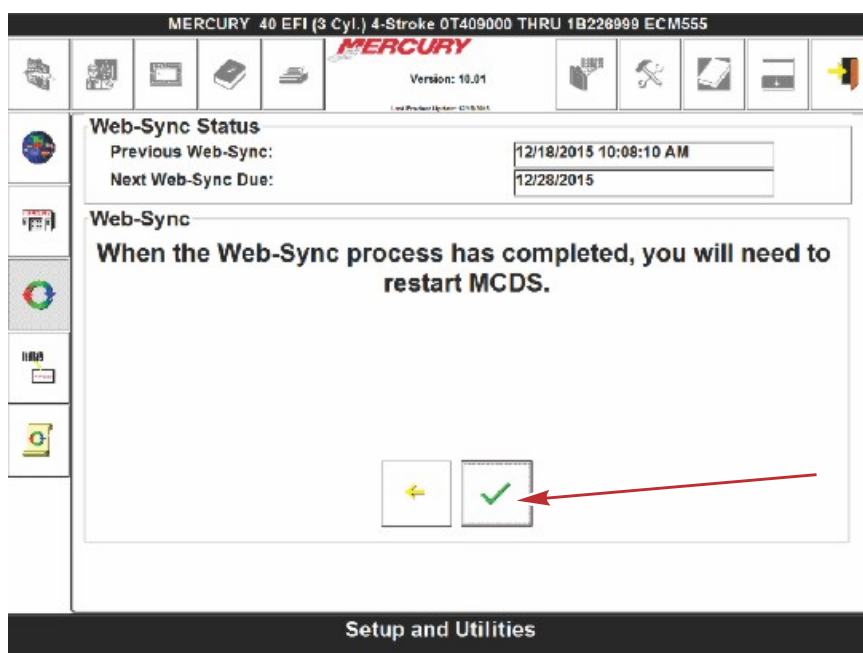 MERCURY 40 EFI (3 Cyl.) 4-Stroke 0T409000 THRU 1B226999 ECM555
MERCURY
Version: 10.01
Web-Sync Status
Previous Web-Sync: 12/18/2015 10:08:10 AM
Next Web-Sync Due: 12/28/2015
Web-Sync
When the Web-Sync process has completed, you will need to
restart MCDS.
Setup and Utilities